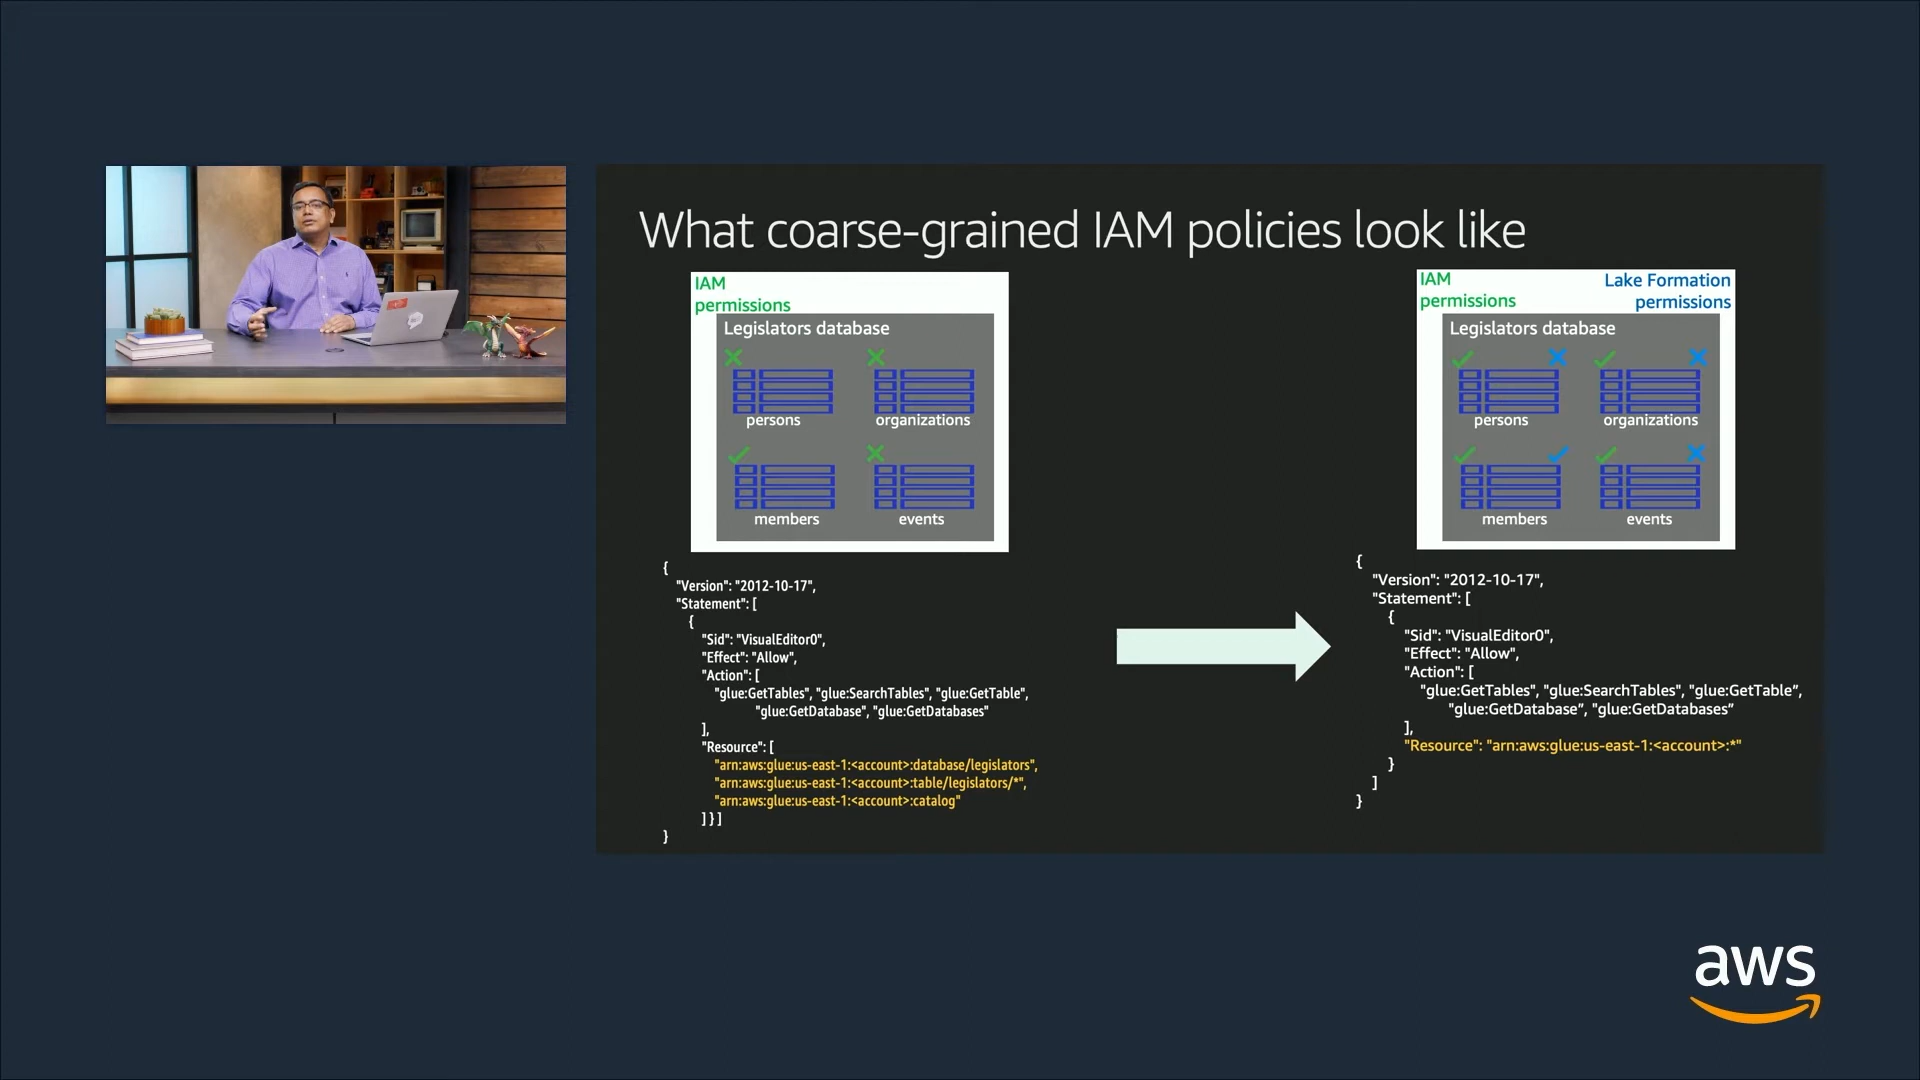 What coarse-grained IAM policies look like
IAM
permissions
Legislators database
persons
organizations
members
events
{
"Version": "2012-10-17",
"Statement": [
{
"Sid": "VisualEditor0",
"Effect": "Allow",
"Action": [
"glue:GetTables", "glue:SearchTables", "glue:GetTable",
"glue:GetDatabase", "glue:GetDatabases"
],
"Resource": [
"arn:aws:glue:us-east-1:<account>:database/legislators",
"arn:aws:glue:us-east-1:<account>:table/legislators/*",
"arn:aws:glue:us-east-1:<account>:catalog"
] } ]
}
IAM
permissions
Lake Formation
permissions
Legislators database
persons
organizations
members
events
{
"Version": "2012-10-17",
"Statement": [
{
"Sid": "VisualEditor0",
"Effect": "Allow",
"Action": [
"glue:GetTables", "glue:SearchTables", "glue:GetTable”,
"glue:GetDatabase”, "glue:GetDatabases”
],
"Resource": "arn:aws:glue:us-east-1:<account>:*"
}
]
}
aws